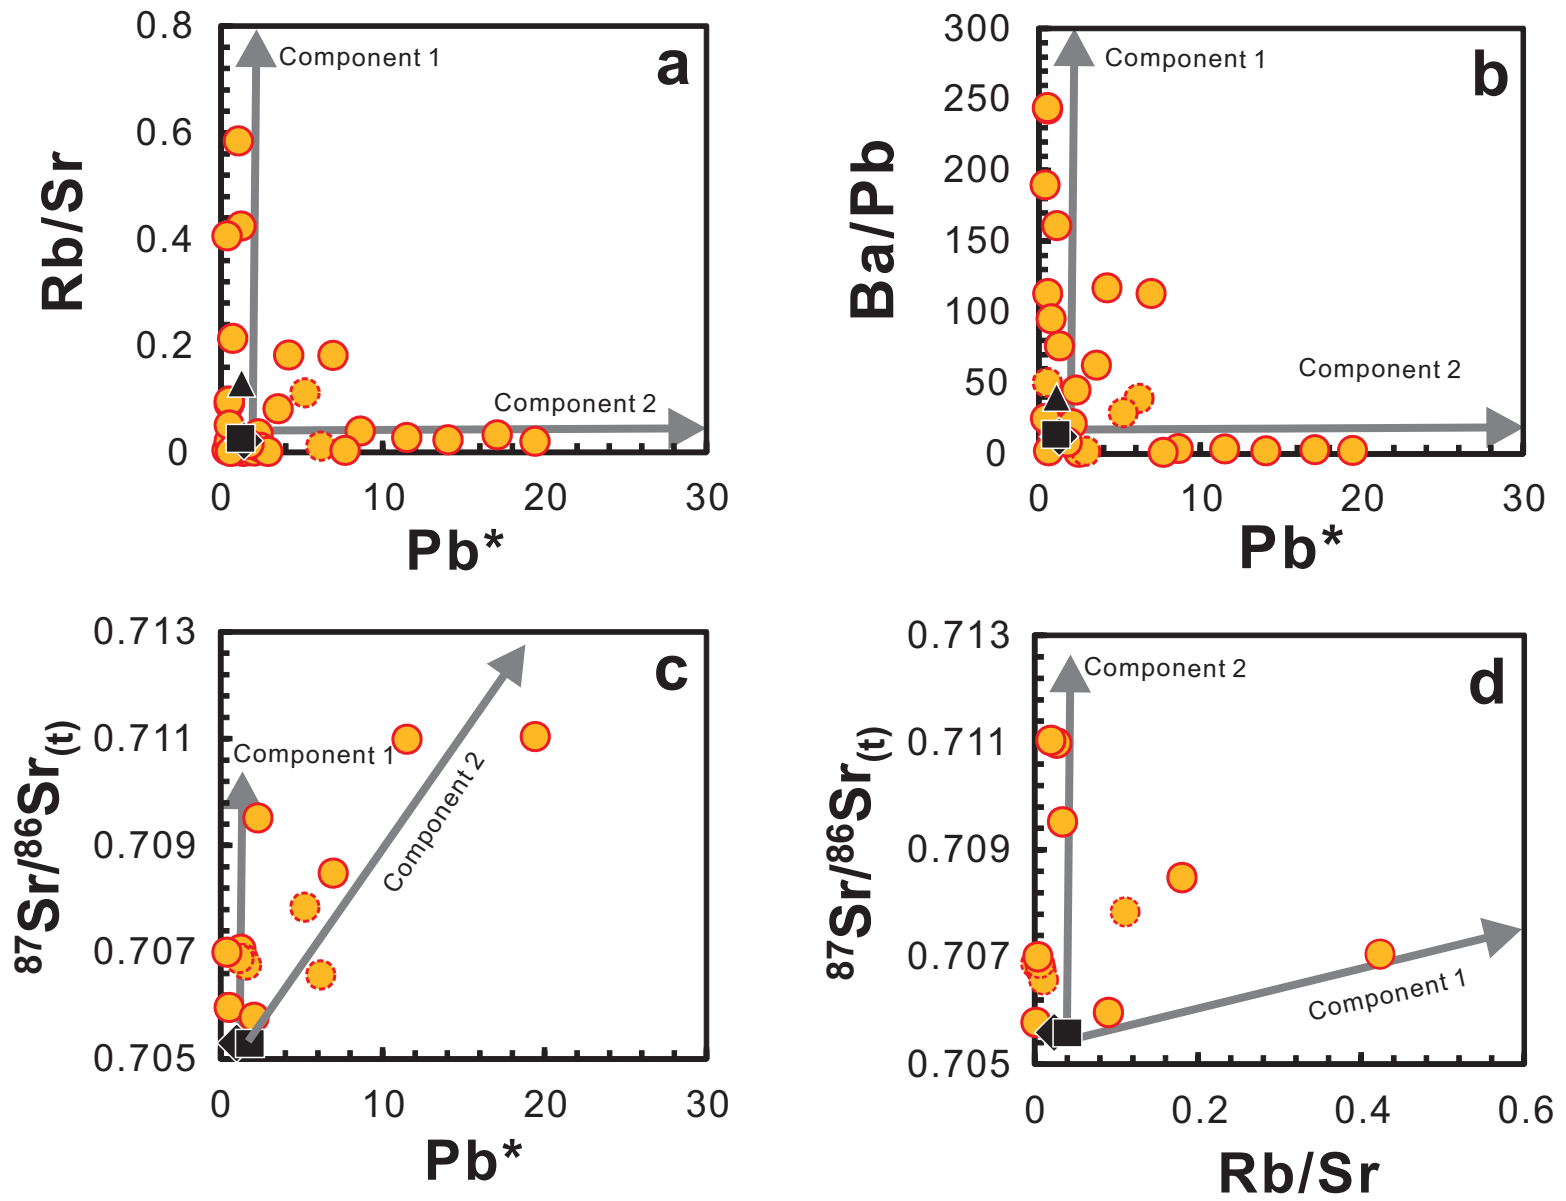 0.8
0.6
0.4
0.2
0
Rb/Sr
Component 1
a
Component 2
0 10 20 30
Pb*
300
250
200
150
100
50
0
Ba/Pb
Component 1
b
Component 2
0 10 20 30
Pb*
0.713
0.711
0.709
0.707
0.705
87Sr/86Sr(t)
c
Component 1
Component 2
0 10 20 30
Pb*
0.713
0.711
0.709
0.707
0.705
87Sr/86Sr(t)
Component 2
d
Component 1
0 0.2 0.4 0.6
Rb/Sr